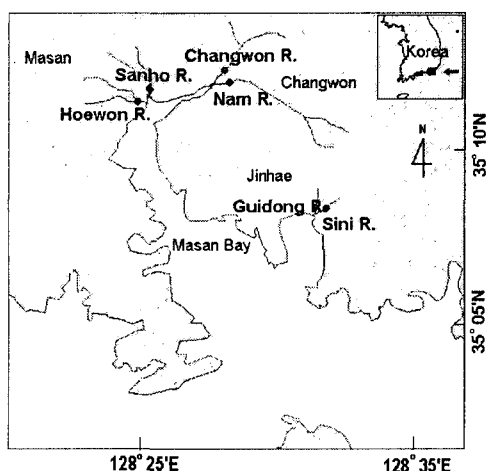 Masan
Changwon R.
Korea
Sanho R.
Changwon
Nam R.
Hoewon R.
N
35° 10'N
Jinhae
Guidong R.
Sini R.
Masan Bay
35° 05'N
128° 25'E
128° 35'E